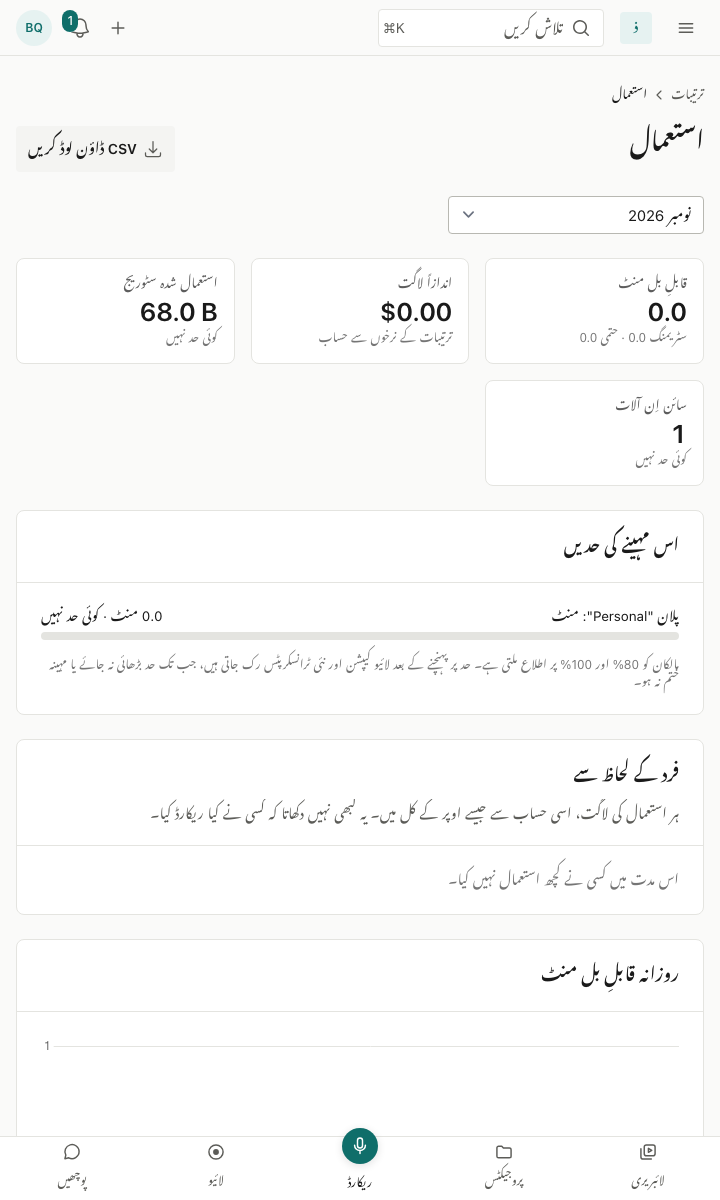 ذ
تلاش کریں
⌘K
1
BQ
ترتیبات
استعمال
استعمال
CSV ڈاؤن لوڈ کریں
نومبر 2026
قابلِ بل منٹ
0.0
سٹریمنگ 0.0 · حتمی 0.0
اندازاً لاگت
$0.00
ترتیبات کے نرخوں سے حساب
استعمال شدہ سٹوریج
68.0 B
کوئی حد نہیں
سائن اِن آلات
1
کوئی حد نہیں
اس مہینے کی حدیں
پلان "Personal": منٹ
0.0 منٹ · کوئی حد نہیں
مالکان کو 80% اور 100% پر اطلاع ملتی ہے۔ حد پر پہنچنے کے بعد لائیو کیپشن اور نئی ٹرانسکرپٹس رک جاتی ہیں، جب تک حد بڑھائی نہ جائے یا مہینہ
ختم نہ ہو۔
فرد کے لحاظ سے
ہر استعمال کی لاگت، اسی حساب سے جیسے اوپر کے کل میں۔ یہ کبھی نہیں دکھاتا کہ کسی نے کیا ریکارڈ کیا۔
اس مدت میں کسی نے کچھ استعمال نہیں کیا۔
روزانہ قابلِ بل منٹ
1
لائبریری
پروجیکٹس
ریکارڈ
لائیو
پوچھیں